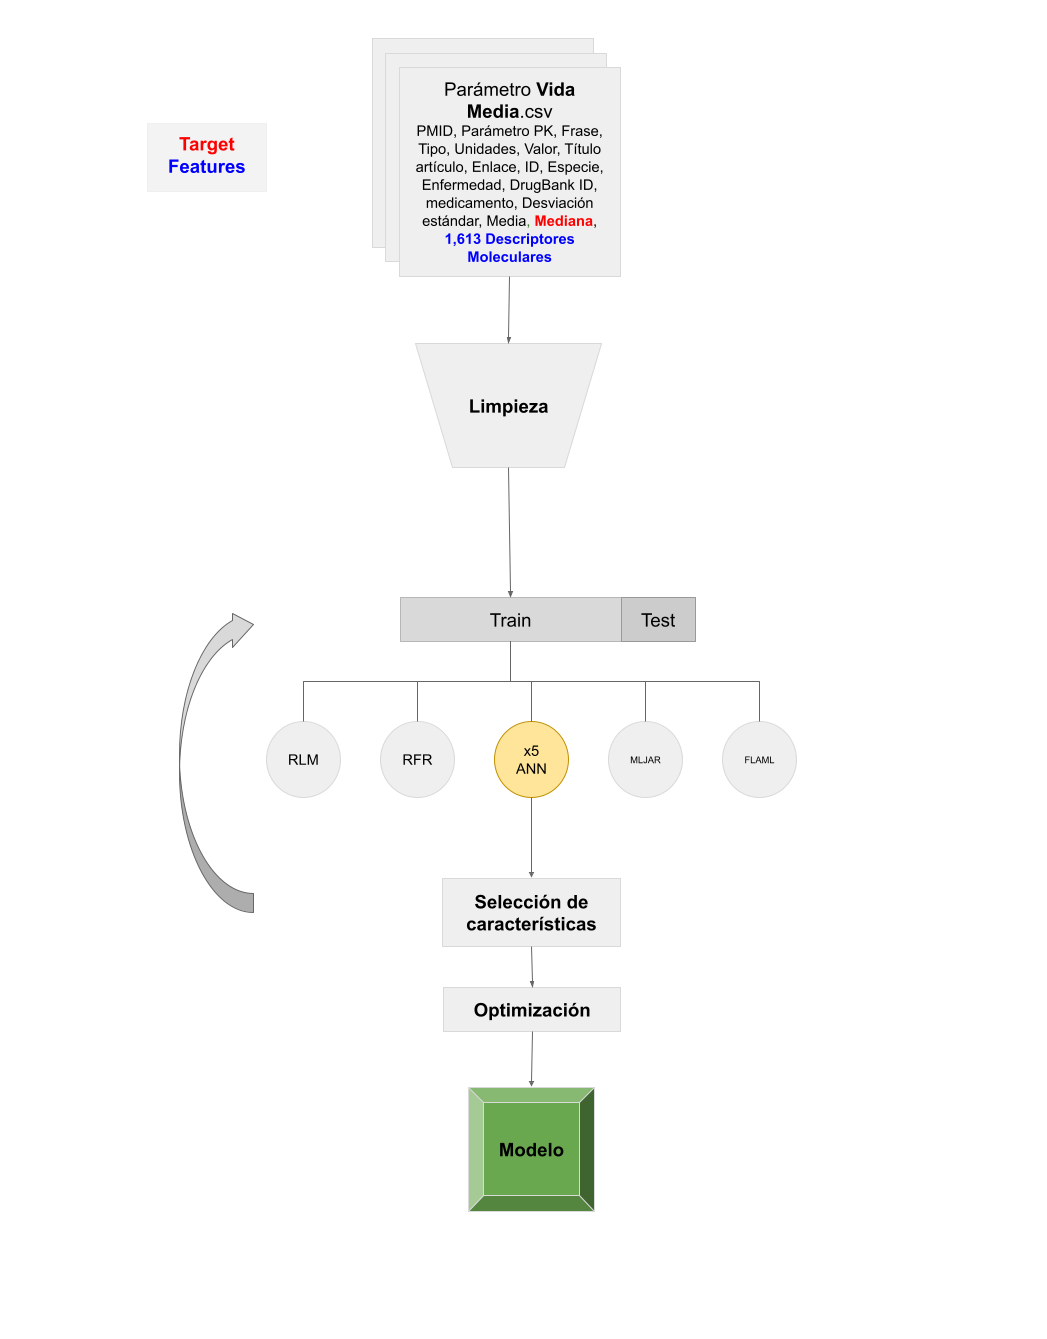 Parámetro Vida
Media.csv
PMID, Parámetro PK, Frase,
Tipo, Unidades, Valor, Título
artículo, Enlace, ID, Especie,
Enfermedad, DrugBank ID,
medicamento, Desviación
estándar, Media, Mediana,
1,613 Descriptores
Moleculares
Target
Features
Limpieza
Train
Test
RLM
RFR
x5
ANN
MLJAR
FLAML
Selección de
características
Optimización
Modelo